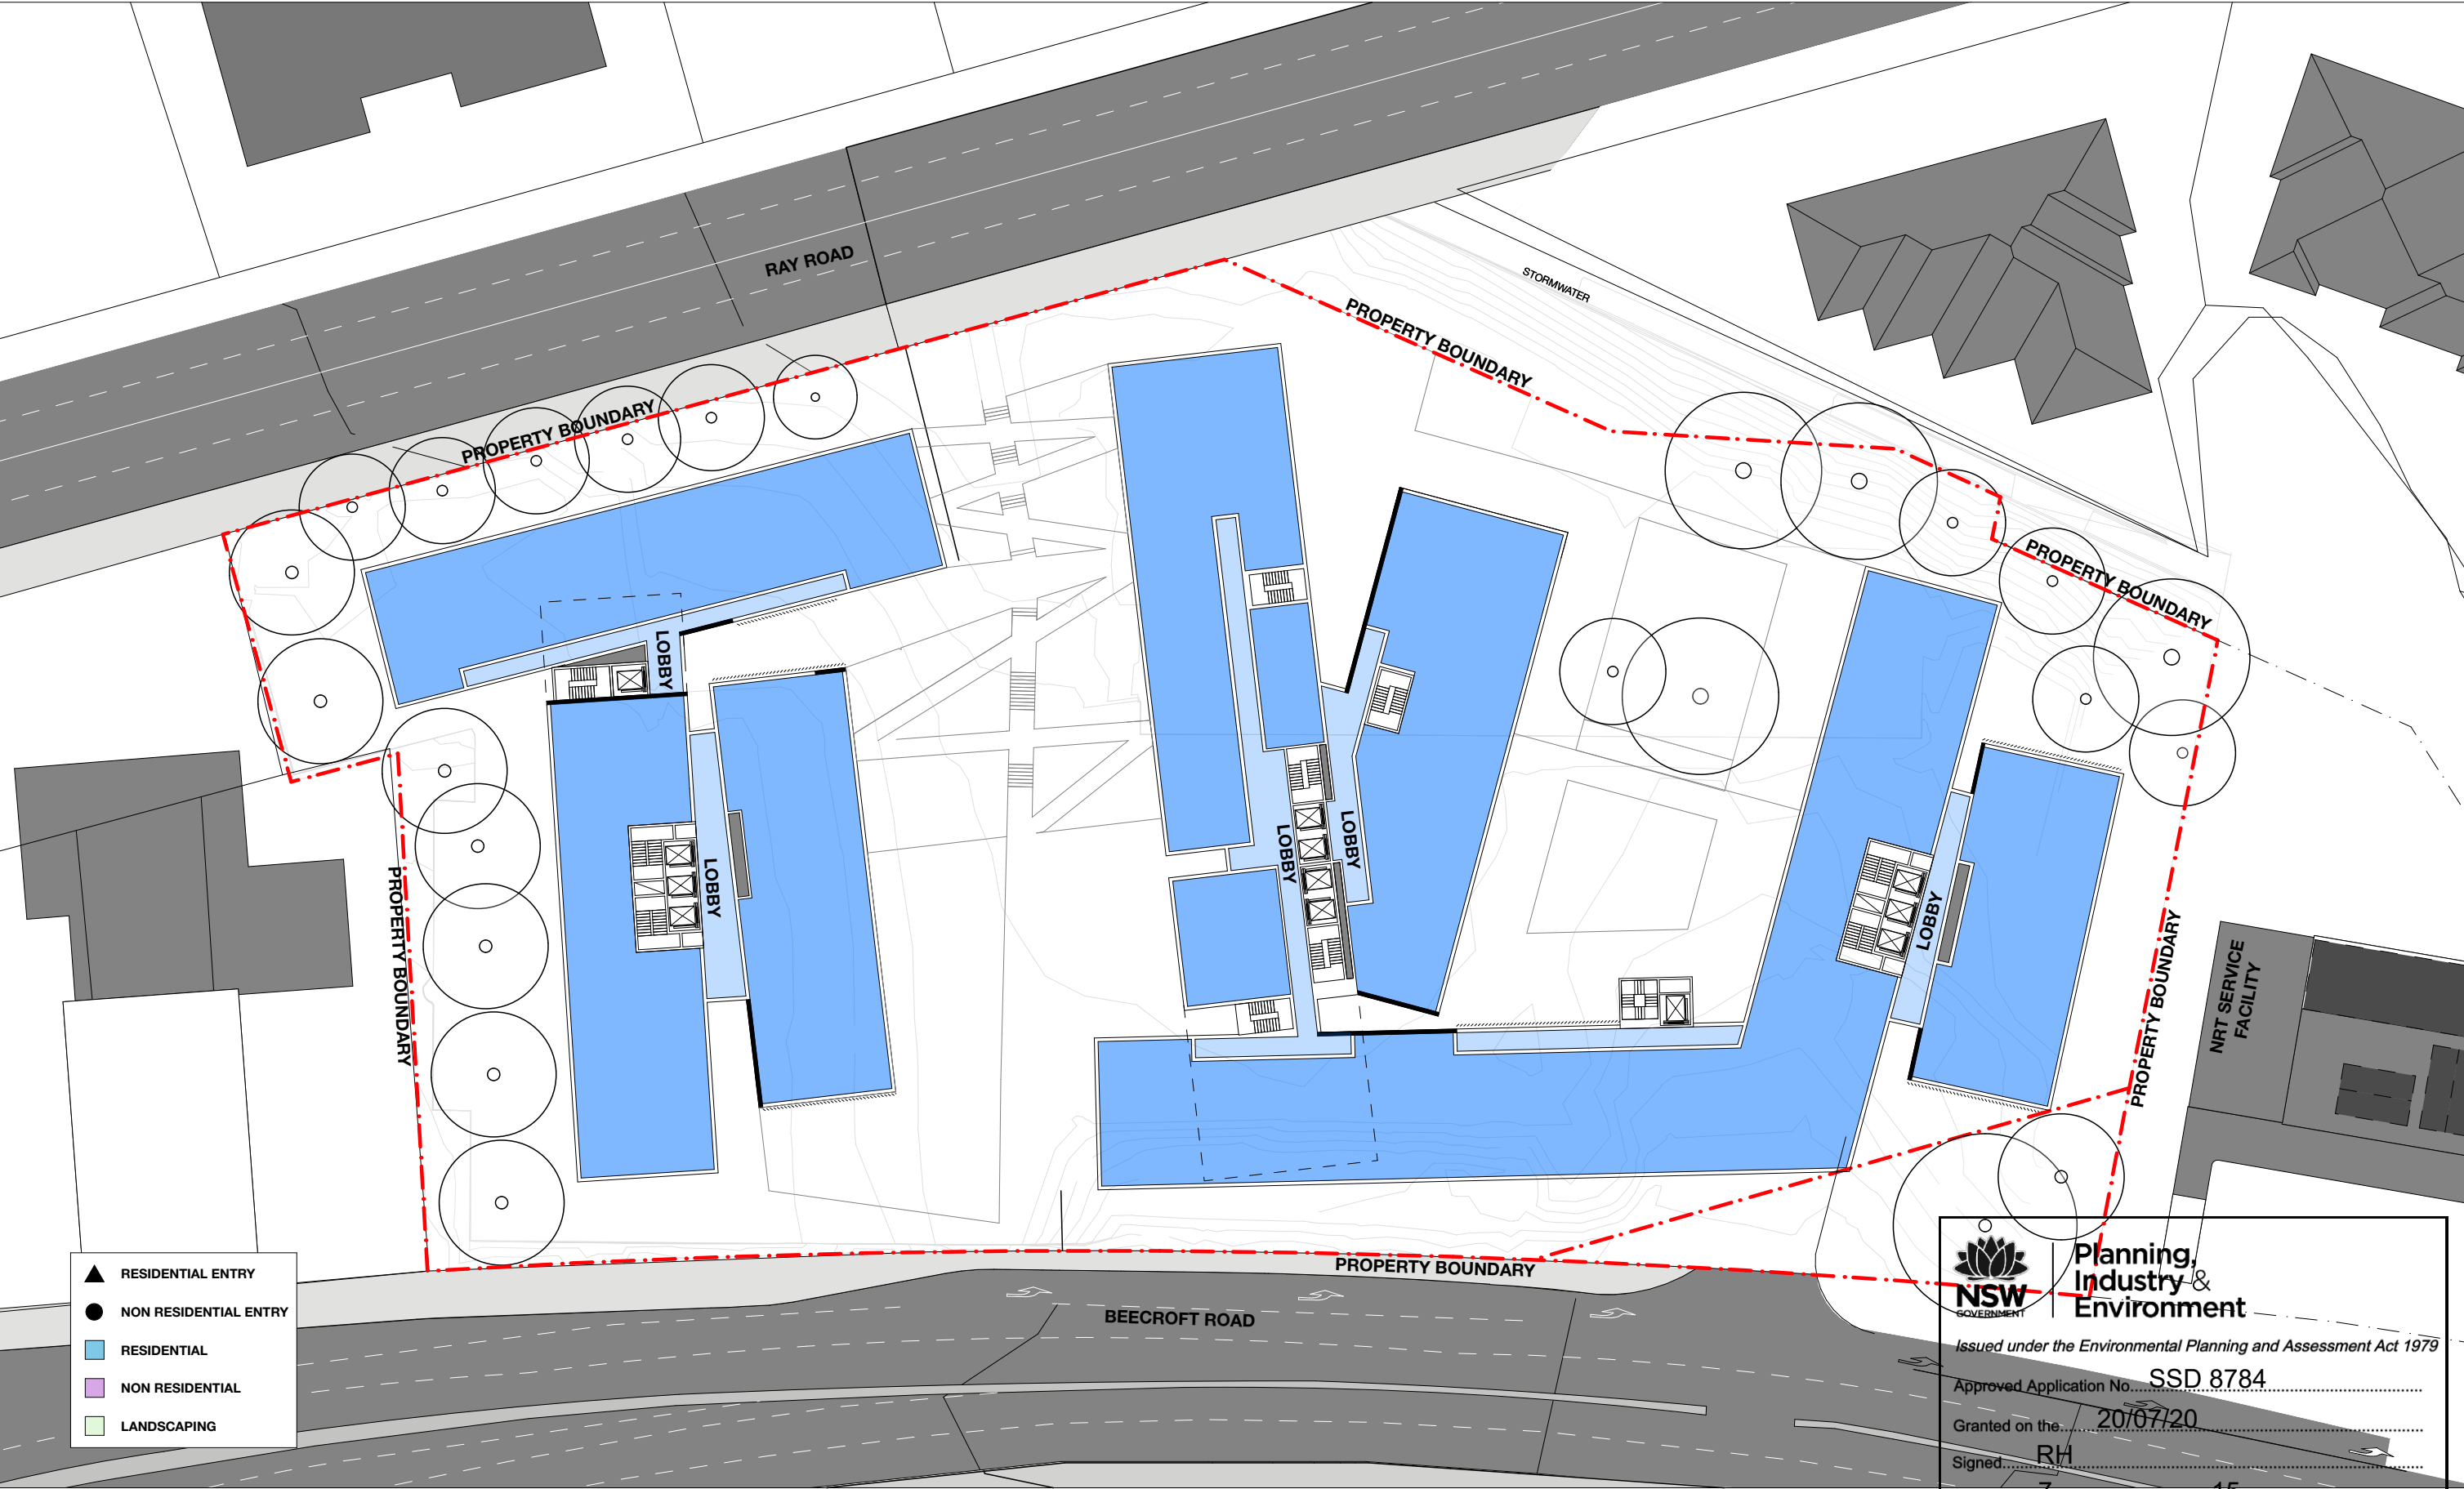 RAY ROAD
STORMWATER
PROPERTY BOUNDARY
PROPERTY BOUNDARY
PROPERTY BOUNDARY
LOBBY
LOBBY
LOBBY
LOBBY
LOBBY
PROPERTY BOUNDARY
PROPERTY BOUNDARY
NRT SERVICE
FACILITY
PROPERTY BOUNDARY
BEECROFT ROAD
RESIDENTIAL ENTRY
NON RESIDENTIAL ENTRY
RESIDENTIAL
NON RESIDENTIAL
LANDSCAPING
NSW
GOVERNMENT
Planning,
Industry &
Environment
Issued under the Environmental Planning and Assessment Act 1979
Approved Application No....SSD 8784
Granted on the....20/07/20
Signed....RH